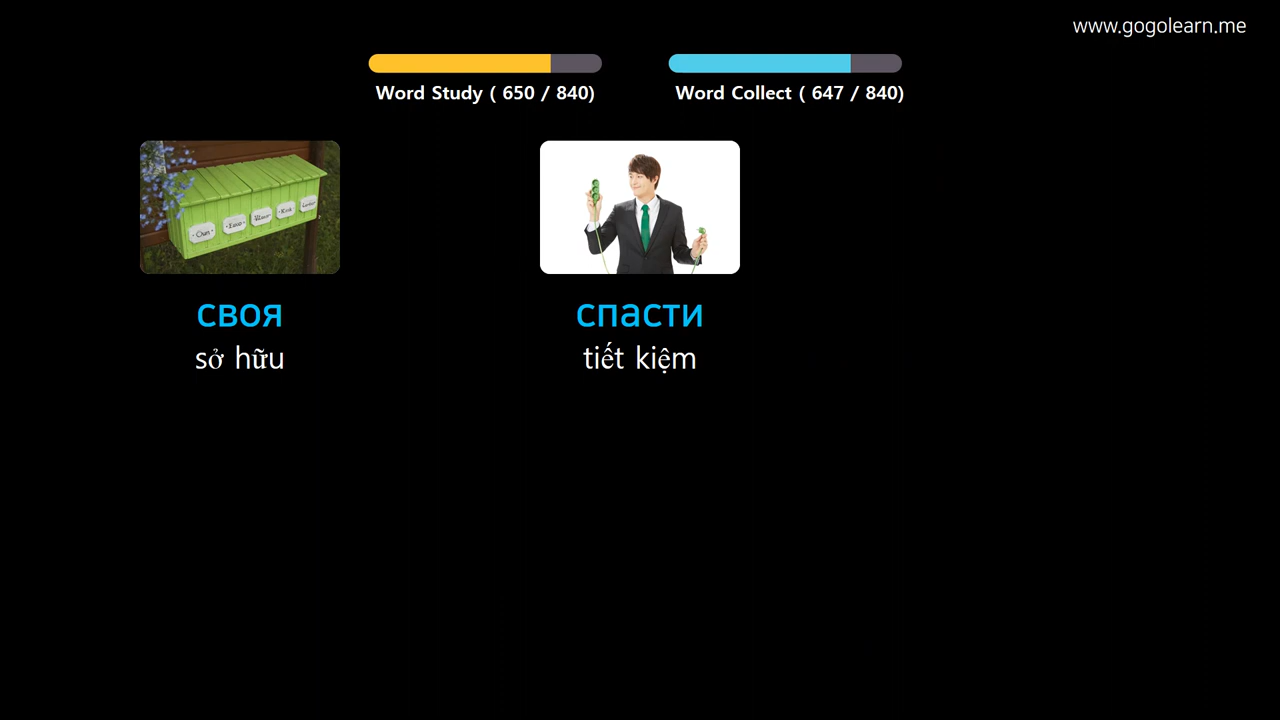 www.gogolearn.me
Word Study ( 650 / 840)
Word Collect ( 647 / 840)
своя
sở hữu
спасти
tiết kiệm